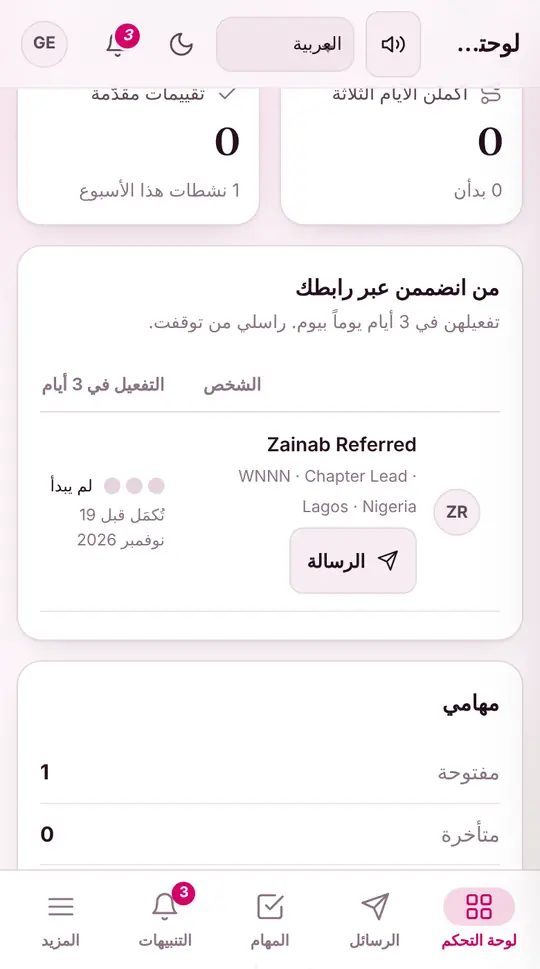 لوحتـ...
العربية
3
GE
أكملن الأيام الثلاثة
0
0 بدأن
تقييمات مقدّمة
0
1 نشطات هذا الأسبوع
من انضممن عبر رابطك
تفعيلهن في 3 أيام يوماً بيوم. راسلي من توقفت.
الشخص
التفعيل في 3 أيام
ZR
Zainab Referred
WNNN · Chapter Lead ·
Lagos · Nigeria
الرسالة
لم يبدأ
تُكمَل قبل 19
نوفمبر 2026
مهامي
مفتوحة
1
متأخرة
0
لوحة التحكم
الرسائل
المهام
3
التنبيهات
المزيد